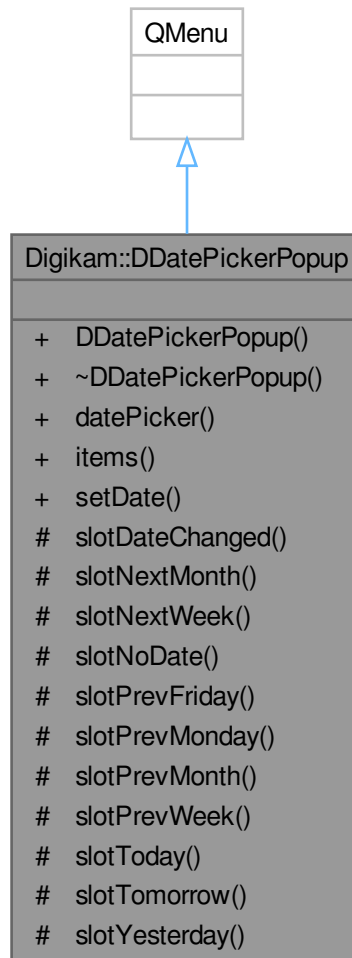 QMenu
Digikam::DDatePickerPopup
+ DDatePickerPopup()
+ ~DDatePickerPopup()
+ datePicker()
+ items()
+ setDate()
# slotDateChanged()
# slotNextMonth()
# slotNextWeek()
# slotNoDate()
# slotPrevFriday()
# slotPrevMonday()
# slotPrevMonth()
# slotPrevWeek()
# slotToday()
# slotTomorrow()
# slotYesterday()